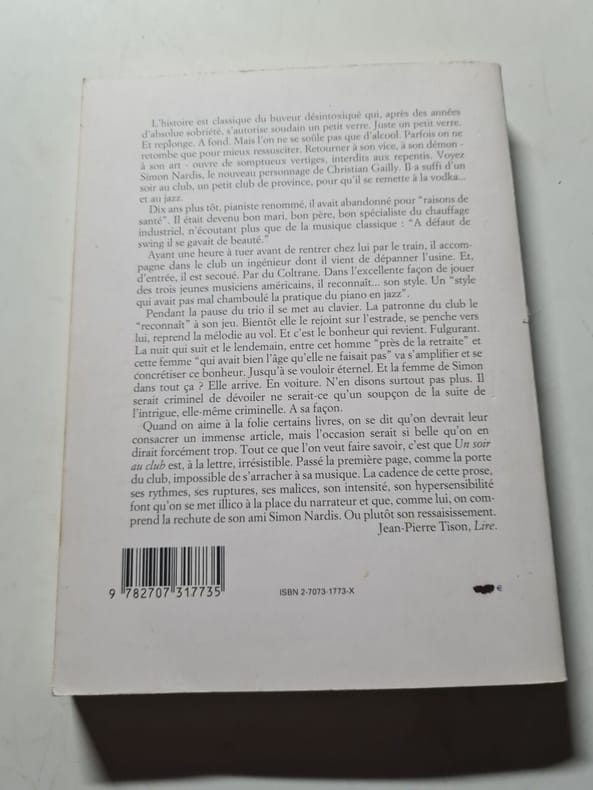 L'histoire est classique du buveur désintoxiqué qui, après des années
d'absolue sobriété, s'autorise soudain un petit verre. Juste un petit verre.
Et replonge. A fond. Mais l'on ne se soûle pas que d'alcool. Parfois on ne
retombe que pour mieux ressusciter. Retourner à son vice, à son démon -
à son art - ouvre de somptueux vertiges, interdits aux repentis. Voyez
Simon Nardis, le nouveau personnage de Christian Gailly. Il a suffi d'un
soir au club, un petit club de province, pour qu'il se remette à la vodka...
et au jazz.
Dix ans plus tôt, pianiste renommé, il avait abandonné pour “raisons de
santé”. Il était devenu bon mari, bon père, bon spécialiste du chauffage
industriel, n'écoutant plus que de la musique classique : “A défaut de
swing il se gavait de beauté.”
Ayant une heure à tuer avant de rentrer chez lui par le train, il accom-
pagne dans le club un ingénieur dont il vient de dépanner l'usine. Et,
d'entrée, il est secoué. Par du Coltrane. Dans l'excellente façon de jouer
des trois jeunes musiciens américains, il reconnaît... son style. Un “style
qui avait pas mal chamboulé la pratique du piano en jazz”.
Pendant la pause du trio il se met au clavier. La patronne du club le
“reconnaît” à son jeu. Bientôt elle le rejoint sur l'estrade, se penche vers
lui, reprend la mélodie au vol. Et c'est le bonheur qui revient. Fulgurant.
La nuit qui suit et le lendemain, entre cet homme “près de la retraite” et
cette femme “qui avait bien l'âge qu'elle ne faisait pas” va s'amplifier et se
concrétiser ce bonheur. Jusqu'à se vouloir éternel. Et la femme de Simon
dans tout ça ? Elle arrive. En voiture. N'en disons surtout pas plus. Il
serait criminel de dévoiler ne serait-ce qu'un soupçon de la suite de
l'intrigue, elle-même criminelle. A sa façon.
Quand on aime à la folie certains livres, on se dit qu'on devrait leur
consacrer un immense article, mais l'occasion serait si belle qu'on en
dirait forcément trop. Tout ce que l'on veut faire savoir, c'est que Un soir
au club est, à la lettre, irrésistible. Passé la première page, comme la porte
du club, impossible de s'arracher à sa musique. La cadence de cette prose,
ses rythmes, ses ruptures, ses malices, son intensité, son hypersensibilité
font qu'on se met illico à la place du narrateur et que, comme lui, on com-
prend la rechute de son ami Simon Nardis. Ou plutôt son ressaisissement.
Jean-Pierre Tison, Lire.
9 782707 317735
ISBN 2-7073-1773-X
€